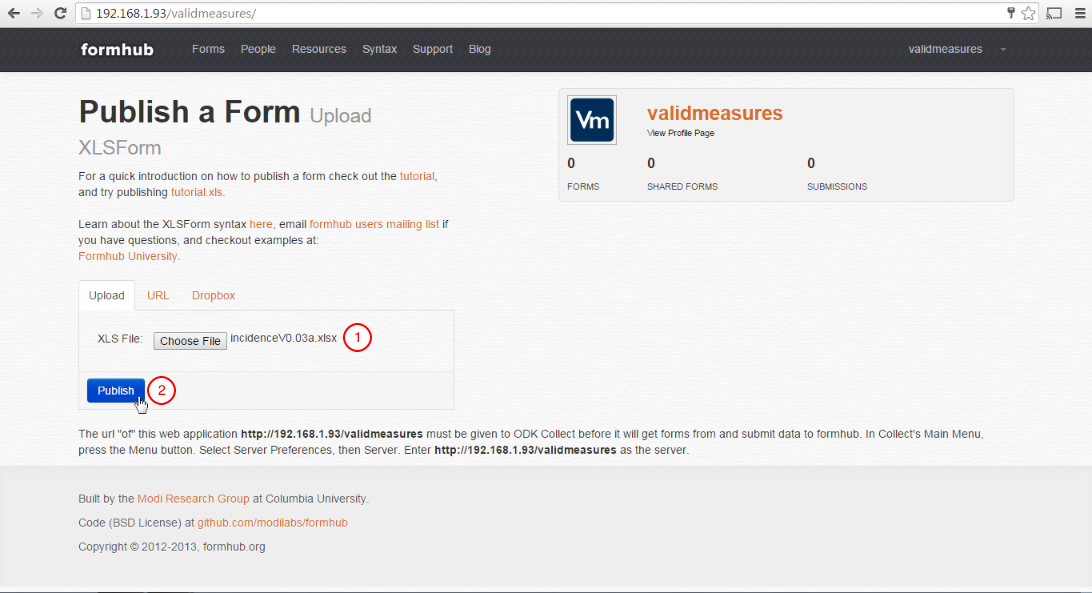 192.168.1.93/validmeasures/
formhub Forms People Resources Syntax Support Blog validmeasures
Publish a Form Upload
XLSForm
For a quick introduction on how to publish a form check out the tutorial,
and try publishing tutorial.xls.
Learn about the XLSForm syntax here, email formhub users mailing list if
you have questions, and checkout examples at:
Formhub University.
Vm
validmeasures
View Profile Page
0 0 0
FORMS SHARED FORMS SUBMISSIONS
Upload URL Dropbox
XLS File: Choose File incidenceV0.03a.xlsx 1
Publish 2
The url "of" this web application http://192.168.1.93/validmeasures must be given to ODK Collect before it will get forms from and submit data to formhub. In Collect's Main Menu,
press the Menu button. Select Server Preferences, then Server. Enter http://192.168.1.93/validmeasures as the server.
Built by the Modi Research Group at Columbia University.
Code (BSD License) at github.com/modilabs/formhub
Copyright © 2012-2013, formhub.org